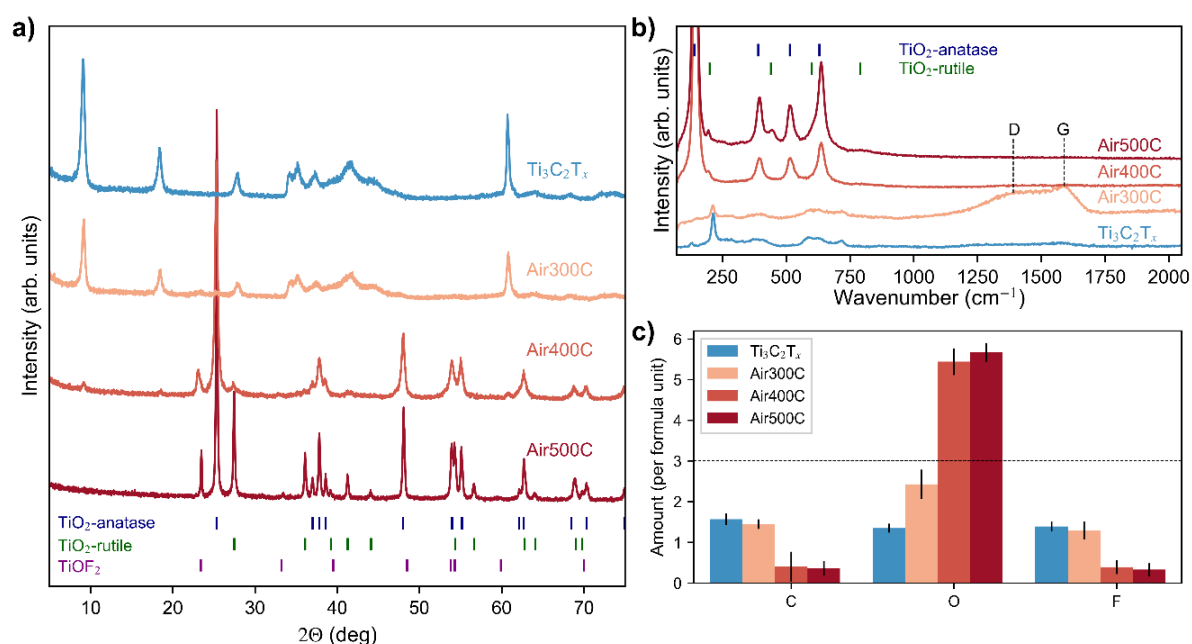 a)
Intensity (arb. units)
Ti₃C₂Tₓ
Air300C
Air400C
Air500C
TiO₂-anatase
TiO₂-rutile
TiOF₂
10 20 30 40 50 60 70
2Θ (deg)
b)
Intensity (arb. units)
TiO₂-anatase
TiO₂-rutile
D G
Air500C
Air400C
Air300C
Ti₃C₂Tₓ
250 500 750 1000 1250 1500 1750 2000
Wavenumber (cm⁻¹)
c)
Amount (per formula unit)
6
5
4
3
2
1
0
Ti₃C₂Tₓ
Air300C
Air400C
Air500C
C O F